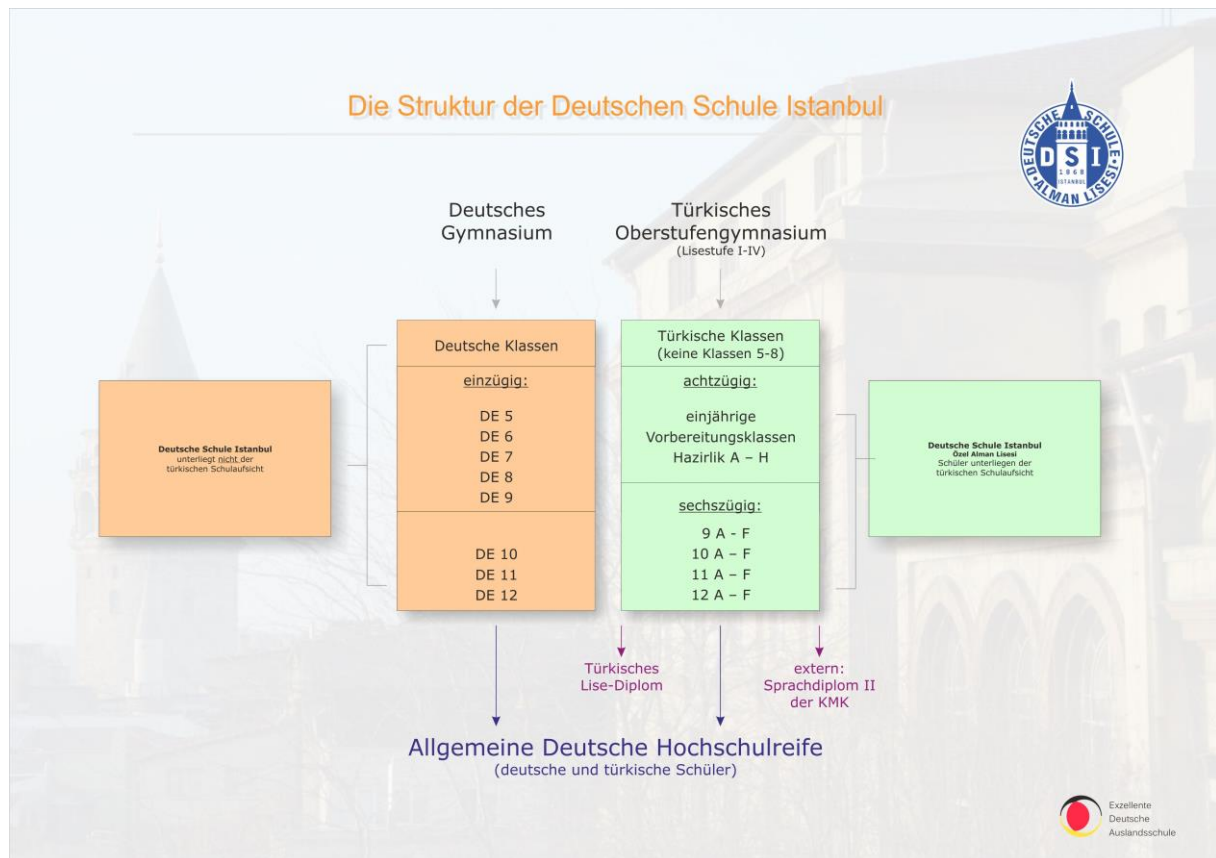 Die Struktur der Deutschen Schule Istanbul
DEUTSCHE SCHULE
DSI
1868
ISTANBUL
ALMAN LISESI
Deutsches
Gymnasium
Türkisches
Oberstufengymnasium
(Lisestufe I-IV)
Deutsche Klassen
einzügig:
DE 5
DE 6
DE 7
DE 8
DE 9
DE 10
DE 11
DE 12
Türkische Klassen
(keine Klassen 5-8)
achtzügig:
einjährige
Vorbereitungsklassen
Hazirlik A – H
sechszügig:
9 A - F
10 A – F
11 A – F
12 A – F
Deutsche Schule Istanbul
unterliegt nicht der
türkischen Schulaufsicht
Deutsche Schule Istanbul
Özel Alman Lisesi
Schüler unterliegen der
türkischen Schulaufsicht
Türkisches
Lise-Diplom
extern:
Sprachdiplom II
der KMK
Allgemeine Deutsche Hochschulreife
(deutsche und türkische Schüler)
Exzellente
Deutsche
Auslandsschule